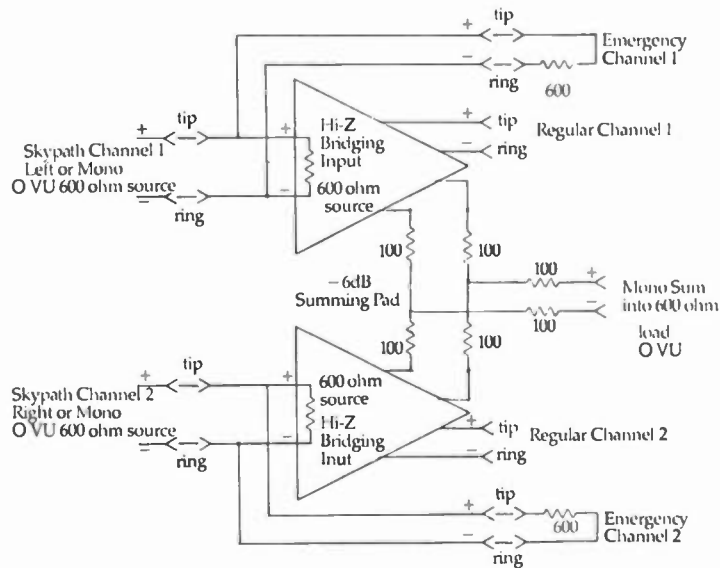 tip
+
Emergency
Channel 1
−
ring
600
tip
+
Hi-Z
Bridging
Input
+
tip
Regular Channel 1
−
ring
Skypath Channel 1
Left or Mono
O VU 600 ohm source
+
−
−
ring
600 ohm
source
100
100
−6dB
Summing Pad
100
+
−
100
Mono Sum
into 600 ohm
load
O VU
100
100
tip
+
+
600 ohm
source
Skypath Channel 2
Right or Mono
O VU 600 ohm source
−
−
ring
Hi-Z
Bridging
Inut
+
tip
Regular Channel 2
−
ring
tip
+
600
Emergency
Channel 2
−
ring